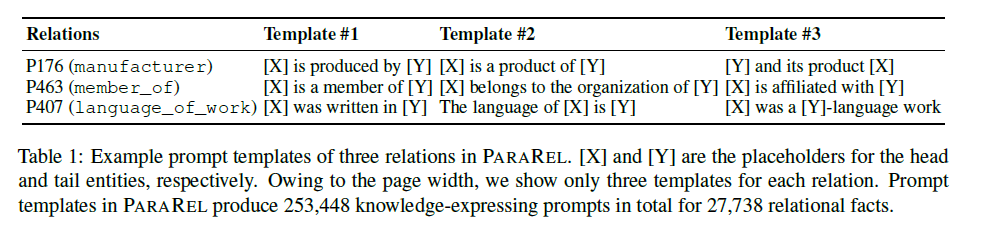 Relations Template #1 Template #2 Template #3
P176 (manufacturer) [X] is produced by [Y] [X] is a product of [Y] [Y] and its product [X]
P463 (member_of) [X] is a member of [Y] [X] belongs to the organization of [Y] [X] is affiliated with [Y]
P407 (language_of_work) [X] was written in [Y] The language of [X] is [Y] [X] was a [Y]-language work
Table 1: Example prompt templates of three relations in PARAREL. [X] and [Y] are the placeholders for the head
and tail entities, respectively. Owing to the page width, we show only three templates for each relation. Prompt
templates in PARAREL produce 253,448 knowledge-expressing prompts in total for 27,738 relational facts.